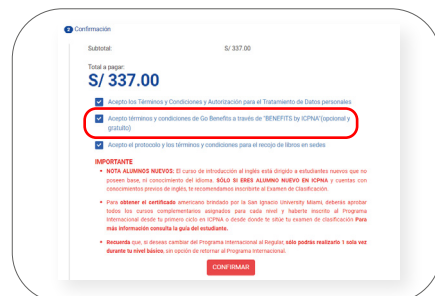 2 Confirmación
Subtotal: S/ 337.00
Total a pagar:
S/ 337.00
Acepto los Términos y Condiciones y Autorización para el Tratamiento de Datos personales
Acepto términos y condiciones de Go Benefits a través de "BENEFITS by ICPNA"(opcional y
gratuito)
Acepto el protocolo y los términos y condiciones para el recojo de libros en sedes
IMPORTANTE
• NOTA ALUMNOS NUEVOS: El curso de introducción al inglés está dirigido a estudiantes nuevos que no
poseen base, ni conocimiento del idioma. SÓLO SI ERES ALUMNO NUEVO EN ICPNA y cuentas con
conocimientos previos de inglés, te recomendamos inscribirte al Examen de Clasificación.
• Para obtener el certificado americano brindado por la San Ignacio University Miami, deberás aprobar
todos los cursos complementarios asignados para cada nivel y haberte inscrito al Programa
Internacional desde tu primer ciclo en ICPNA o desde donde te sitúe tu examen de clasificación Para
más información consulta la guía del estudiante.
• Recuerda que, si deseas cambiar del Programa Internacional al Regular, sólo podrás realizarlo 1 sola vez
durante tu nivel básico, sin opción de retornar al Programa Internacional.
CONFIRMAR